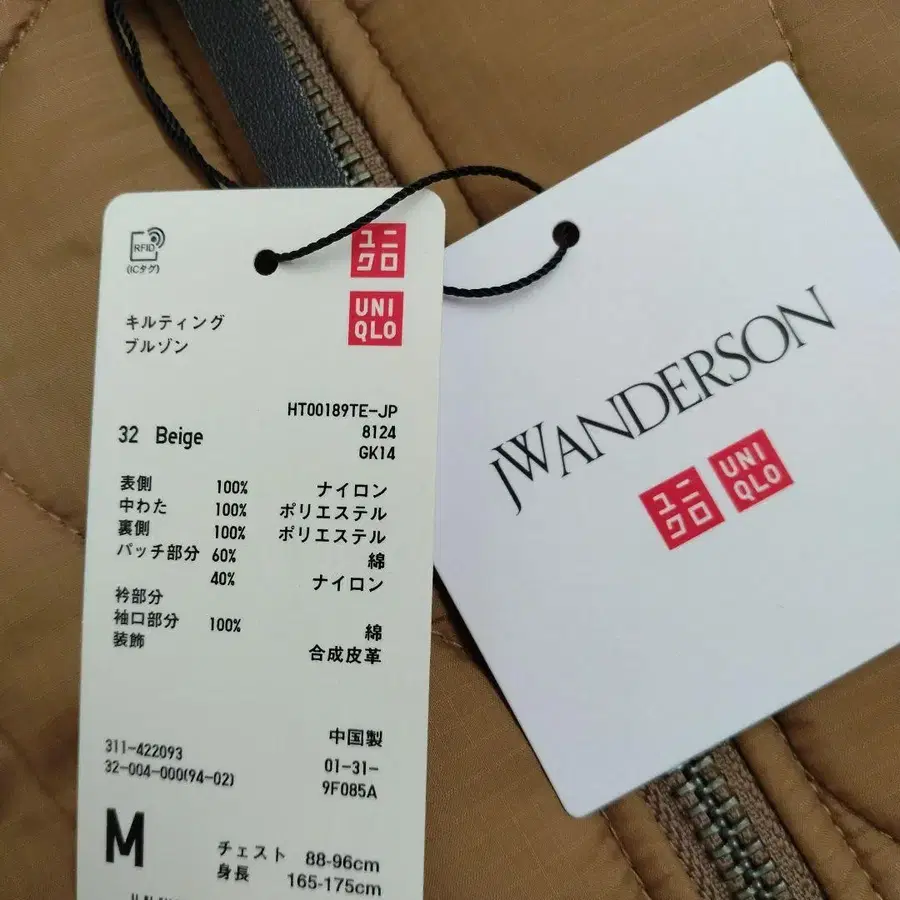 RFID
(ICタグ)
ユニ
クロ
UNI
QLO
キルティング
ブルゾン
HT00189TE-JP
32 Beige
8124
GK14
表側 100% ナイロン
中わた 100% ポリエステル
裏側 100% ポリエステル
パッチ部分 60% 綿
40% ナイロン
衿部分
袖口部分 100% 綿
装飾 合成皮革
中国製
311-422093
32-004-000(94-02)
01-31-
9F085A
M
チェスト 88-96cm
身長 165-175cm
JWANDERSON
ユニ
クロ
UNI
QLO